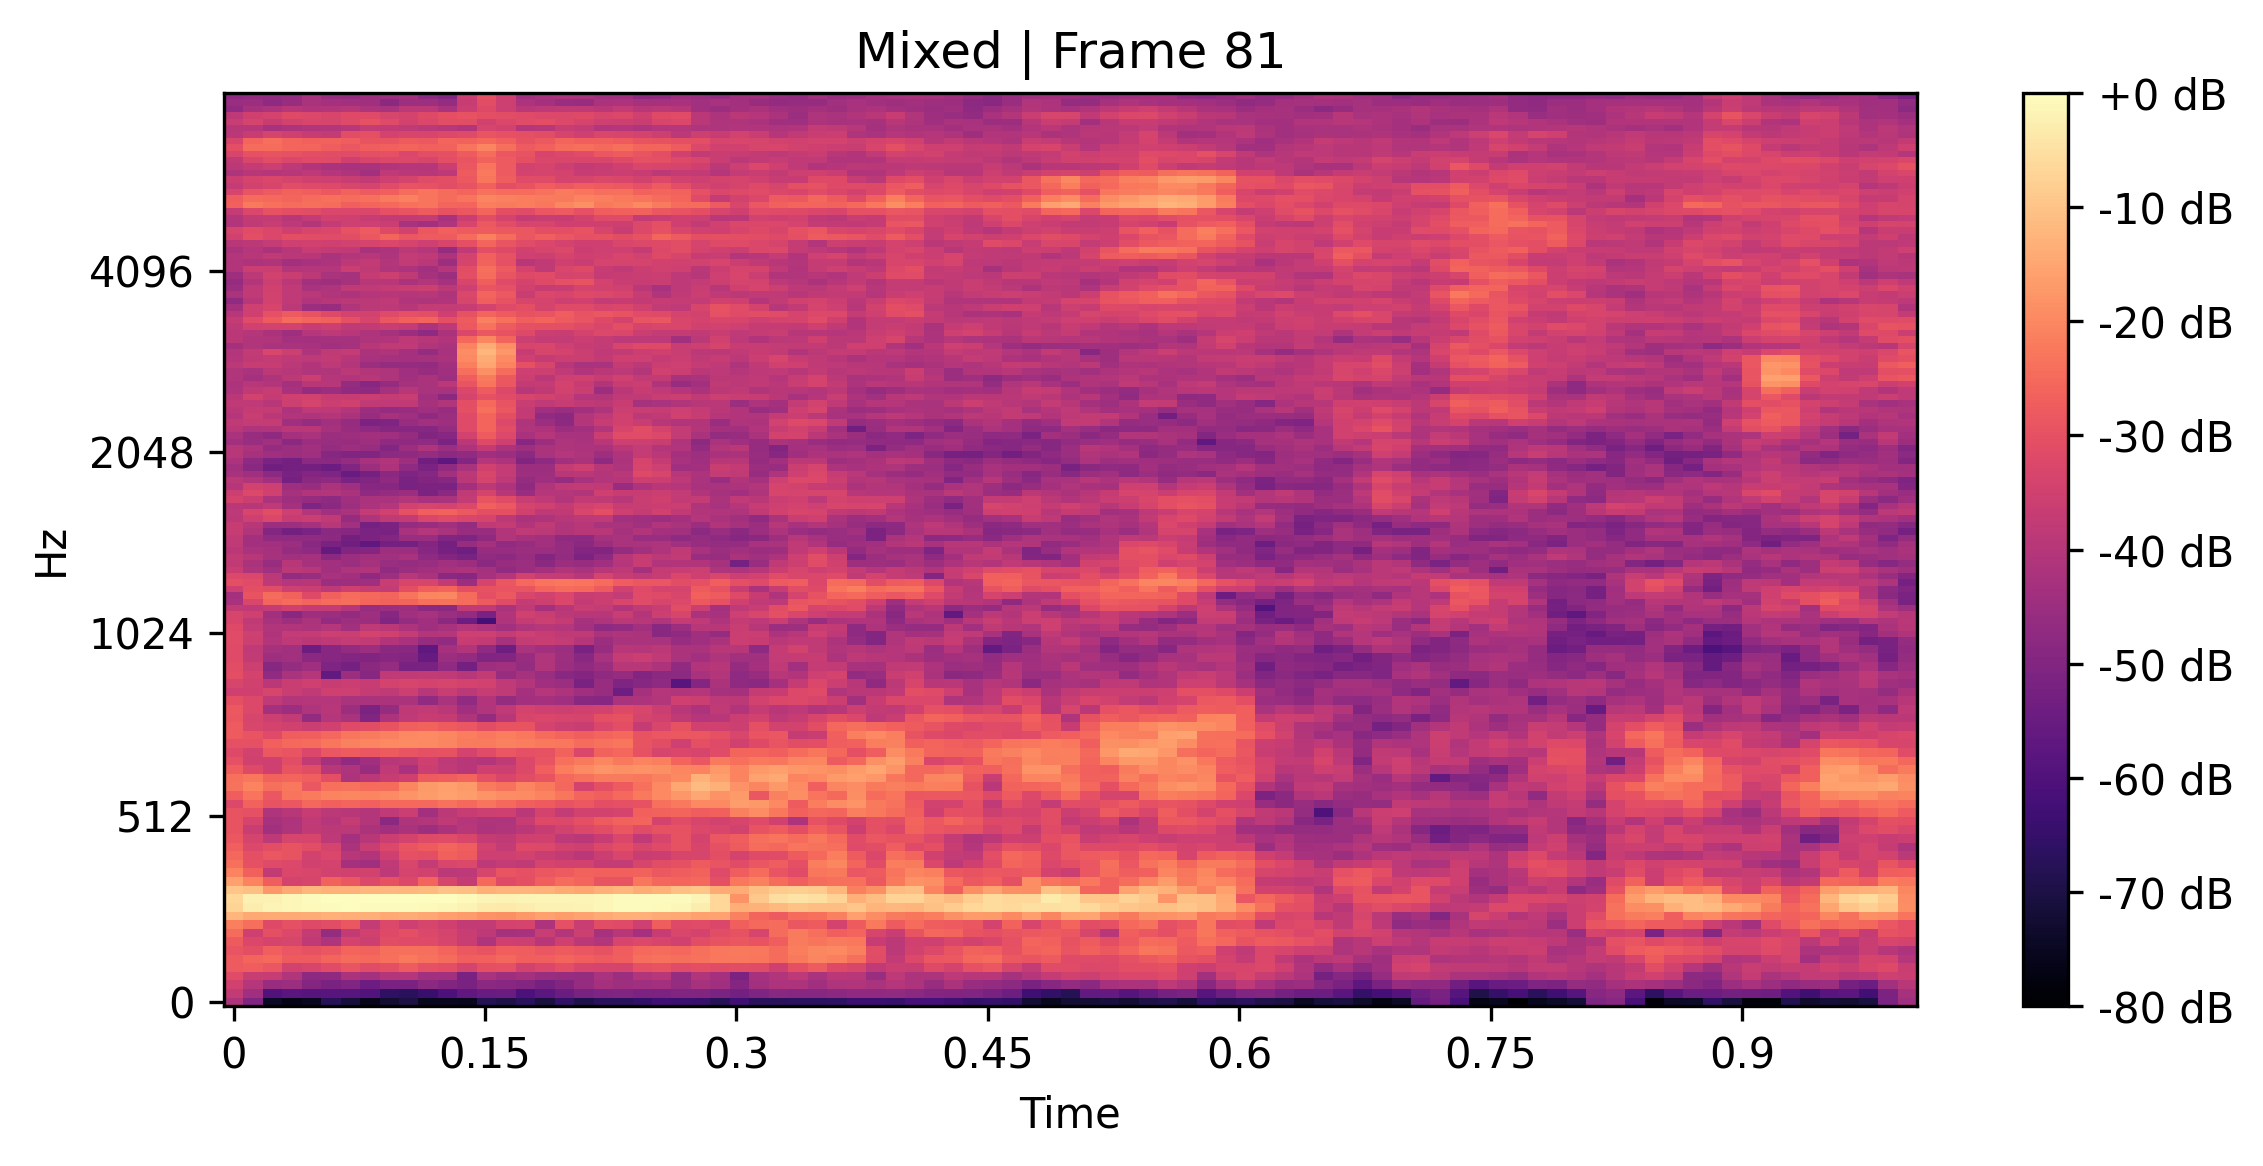 Mixed | Frame 81
+0 dB
-10 dB
-20 dB
-30 dB
-40 dB
-50 dB
-60 dB
-70 dB
-80 dB
Hz
4096
2048
1024
512
0
0 0.15 0.3 0.45 0.6 0.75 0.9
Time